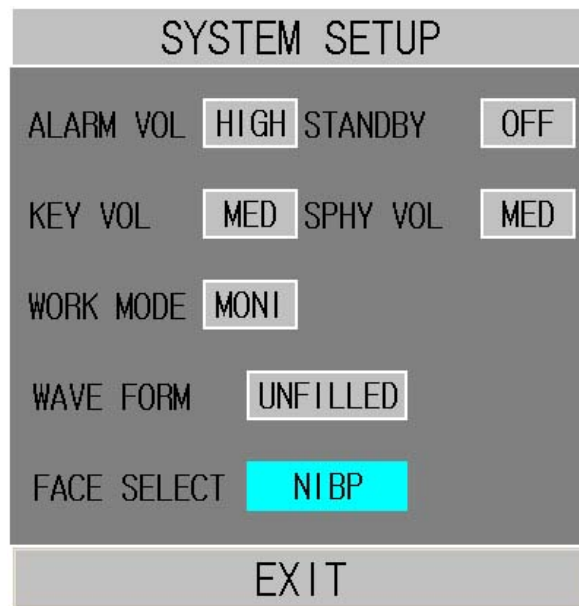 SYSTEM SETUP
ALARM VOL HIGH STANDBY OFF
KEY VOL MED SPHY VOL MED
WORK MODE MONI
WAVE FORM UNFILLED
FACE SELECT NIBP
EXIT